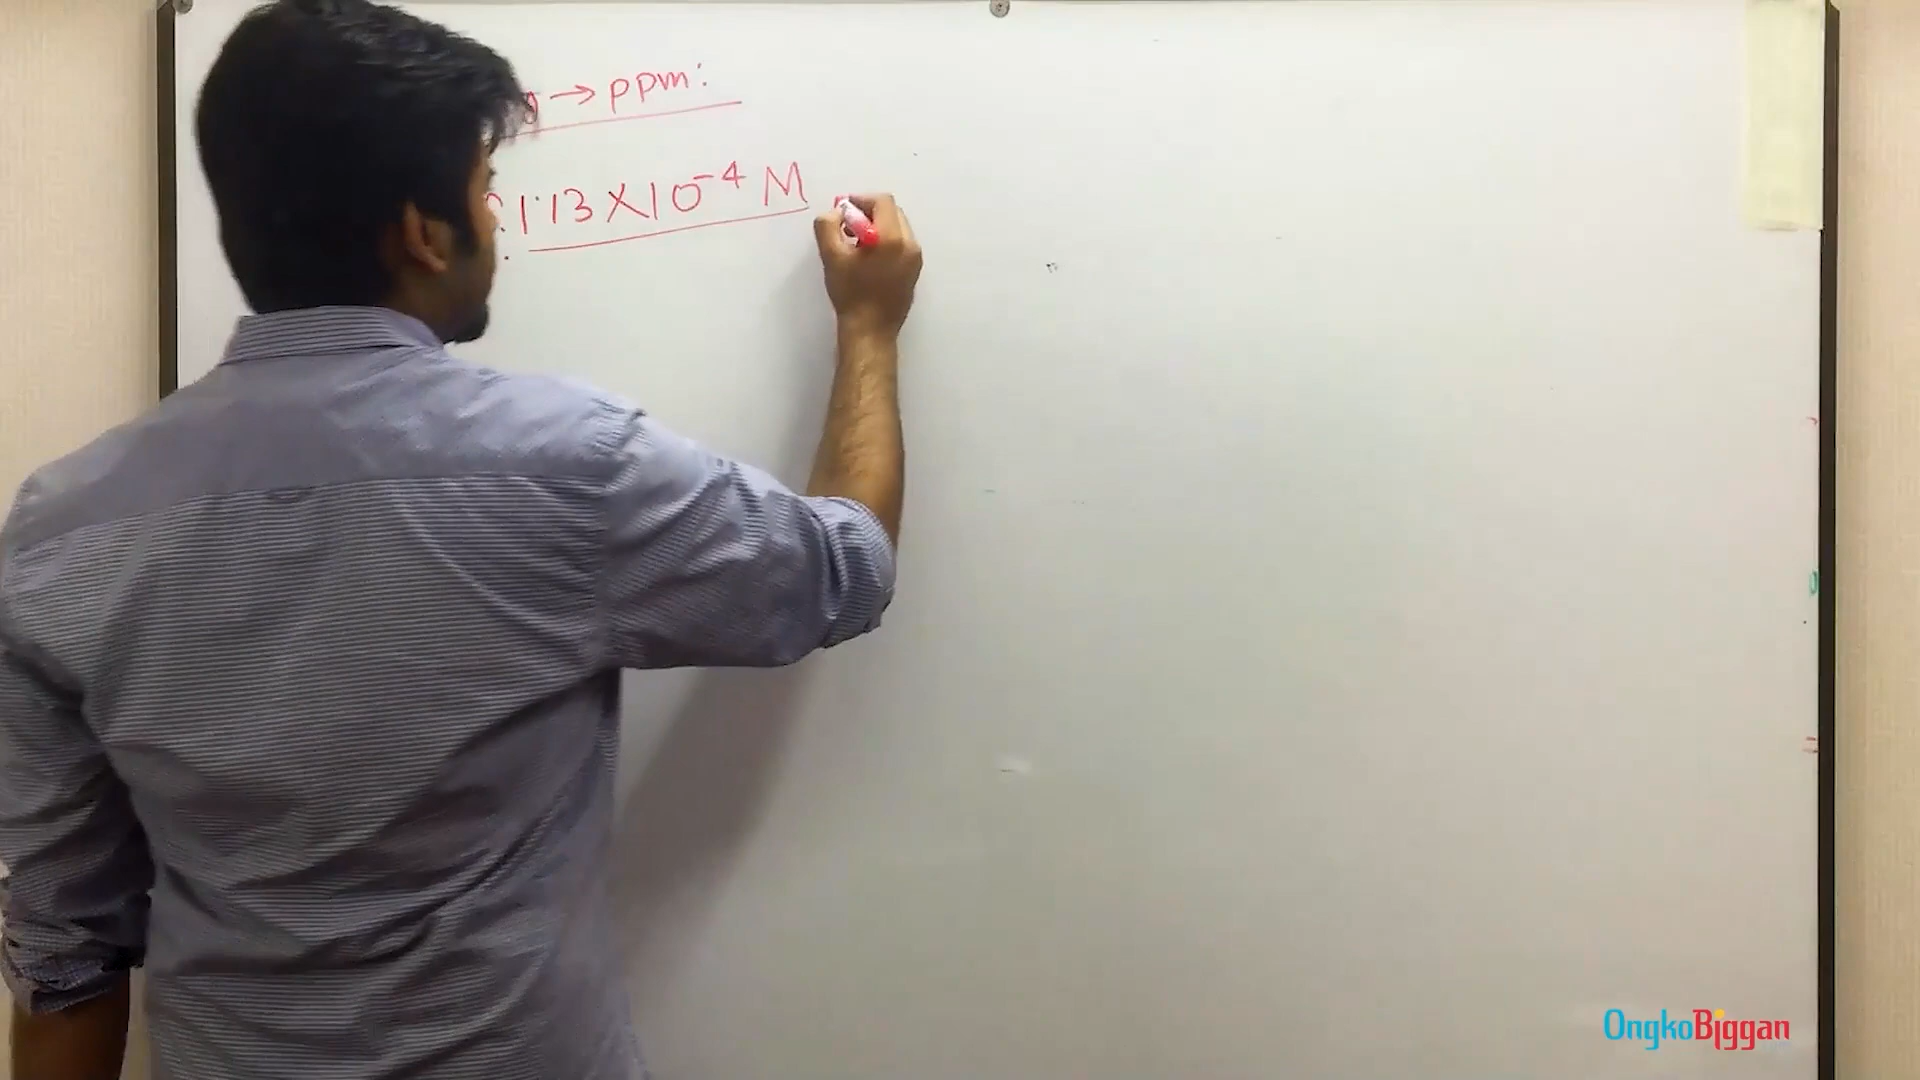 → ppm:
1.13 X 10⁻⁴ M
OngkoBiggan